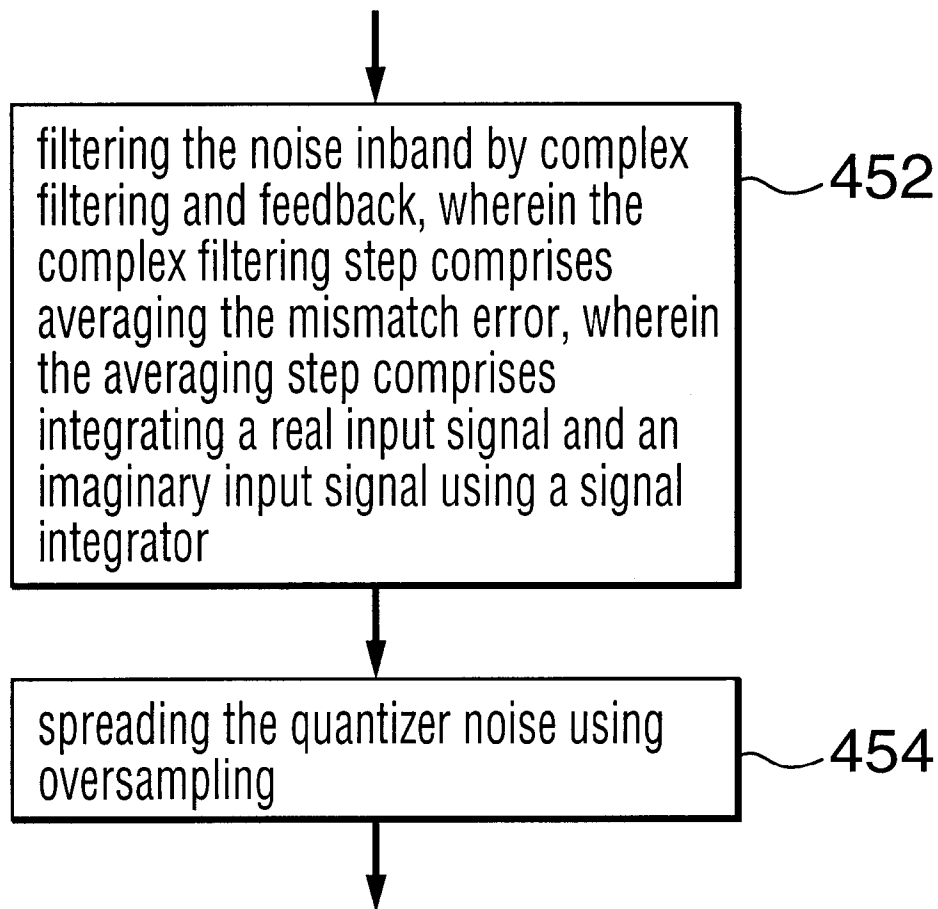 filtering the noise inband by complex
filtering and feedback, wherein the
complex filtering step comprises
averaging the mismatch error, wherein
the averaging step comprises
integrating a real input signal and an
imaginary input signal using a signal
integrator
452
spreading the quantizer noise using
oversampling
454